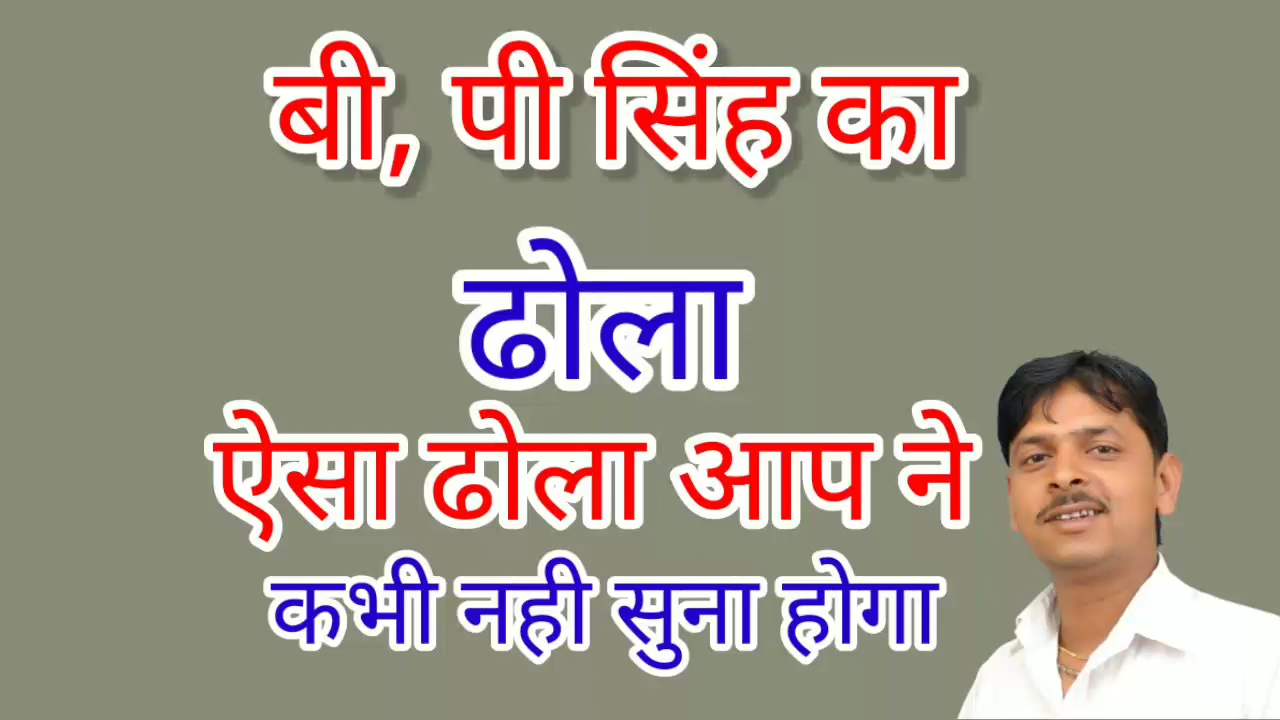 बी, पी सिंह का
ढोला
ऐसा ढोला आप ने
कभी नही सुना होगा